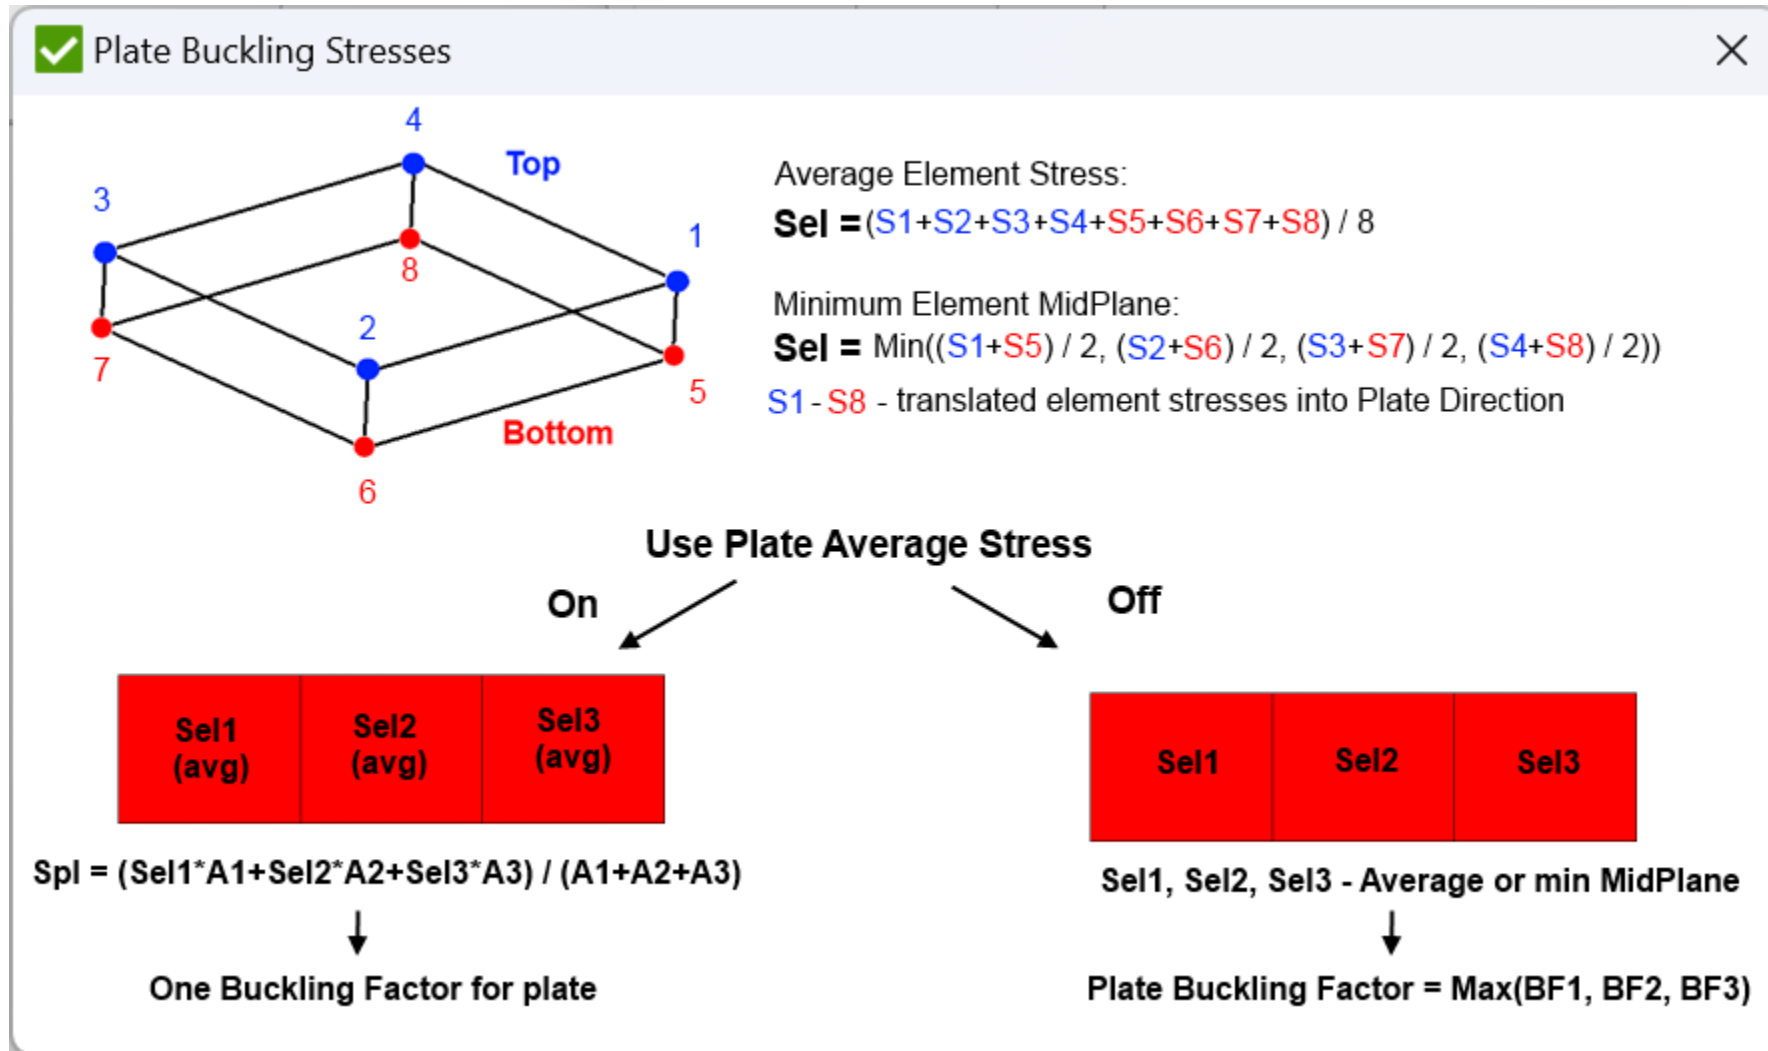 Plate Buckling Stresses
4
Top
3
1
8
2
7
5
Bottom
6
Average Element Stress:
Sel = (S1+S2+S3+S4+S5+S6+S7+S8) / 8
Minimum Element MidPlane:
Sel = Min((S1+S5) / 2, (S2+S6) / 2, (S3+S7) / 2, (S4+S8) / 2))
S1 - S8 - translated element stresses into Plate Direction
Use Plate Average Stress
On
Off
Sel1
(avg)
Sel2
(avg)
Sel3
(avg)
Spl = (Sel1*A1+Sel2*A2+Sel3*A3) / (A1+A2+A3)
One Buckling Factor for plate
Sel1
Sel2
Sel3
Sel1, Sel2, Sel3 - Average or min MidPlane
Plate Buckling Factor = Max(BF1, BF2, BF3)